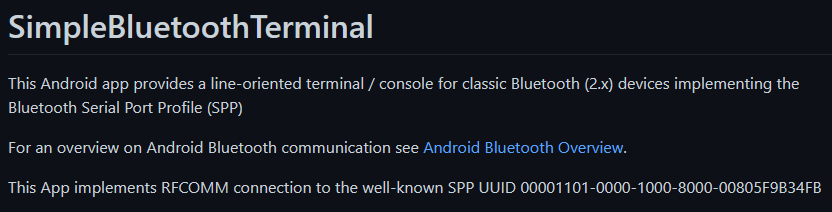 SimpleBluetoothTerminal
This Android app provides a line-oriented terminal / console for classic Bluetooth (2.x) devices implementing the
Bluetooth Serial Port Profile (SPP)
For an overview on Android Bluetooth communication see Android Bluetooth Overview.
This App implements RFCOMM connection to the well-known SPP UUID 00001101-0000-1000-8000-00805F9B34FB